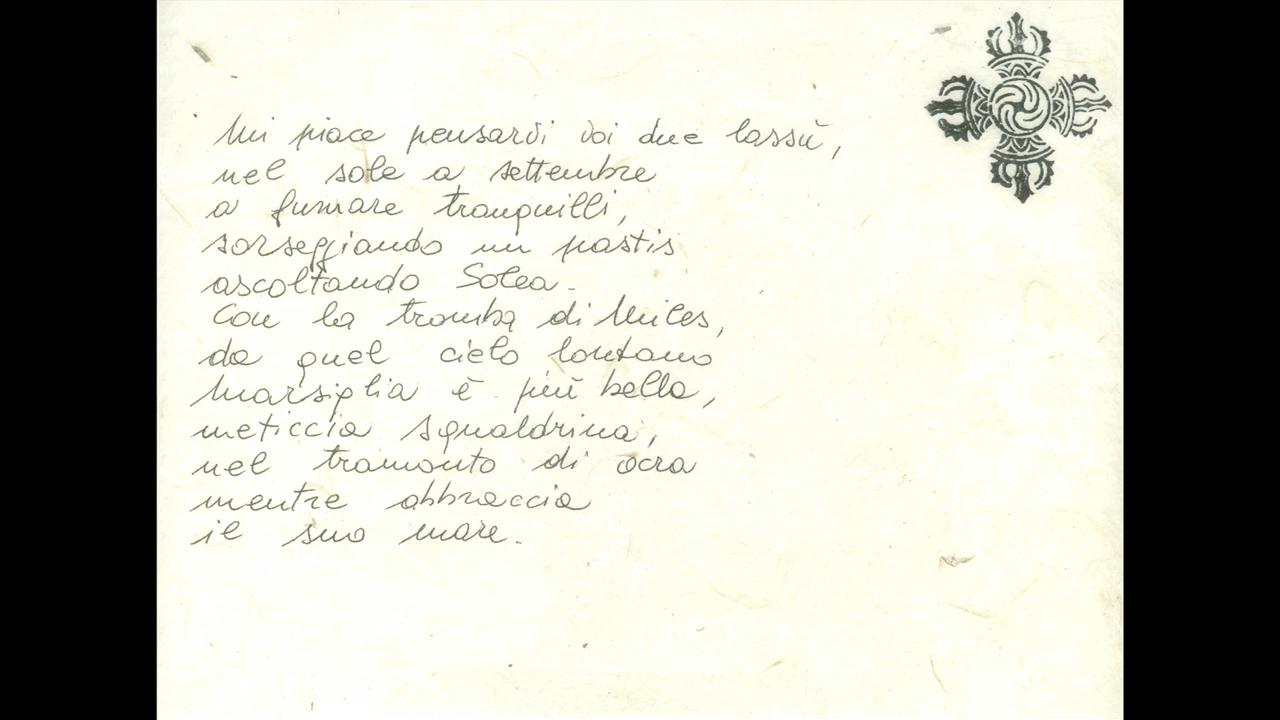 Mi piace pensarvi voi due lassù,
nel sole a settembre
a fumare tranquilli,
sorseggiando un pastis
ascoltando Solea.
Con la tromba di Miles,
da quel cielo lontano
Marsiglia è più bella,
meticcia squaldrina,
nel tramonto di ocra
mentre abbraccia
il suo mare.